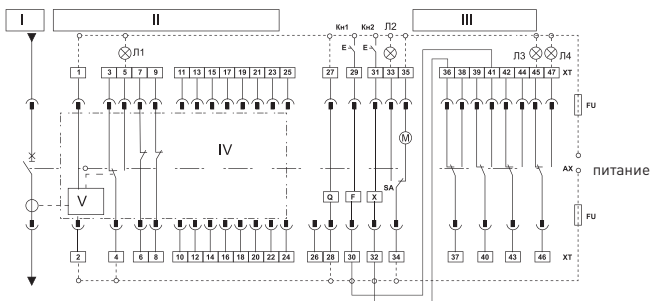 I II III
Кн1 Кн2 Л2
Л1 Л3 Л4
E E
1 3 5 7 9 11 13 15 17 19 21 23 25 27 29 31 33 35 36 38 39 41 42 44 45 47 XT
FU
IV
M
AX питание
SA
V Q F X
FU
2 4 6 8 10 12 14 16 18 20 22 24 26 28 30 32 34 37 40 43 46 XT